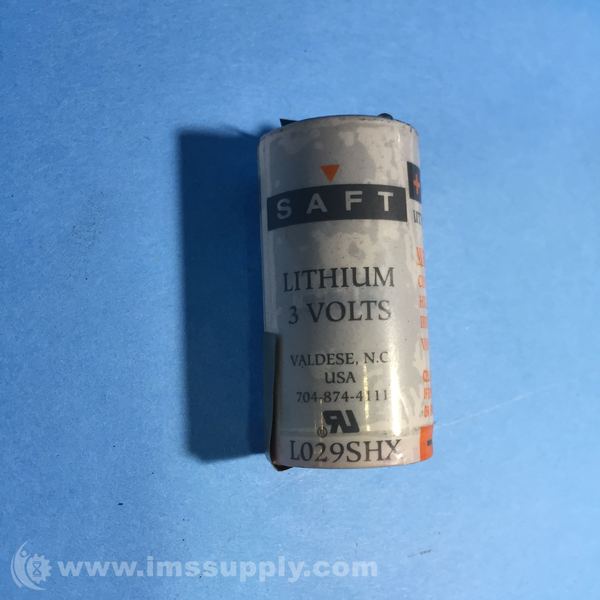 SAFT
LITHIUM
3 VOLTS
VALDESE, N.C.
USA
704-874-4111
L029SHX
www.imssupply.com